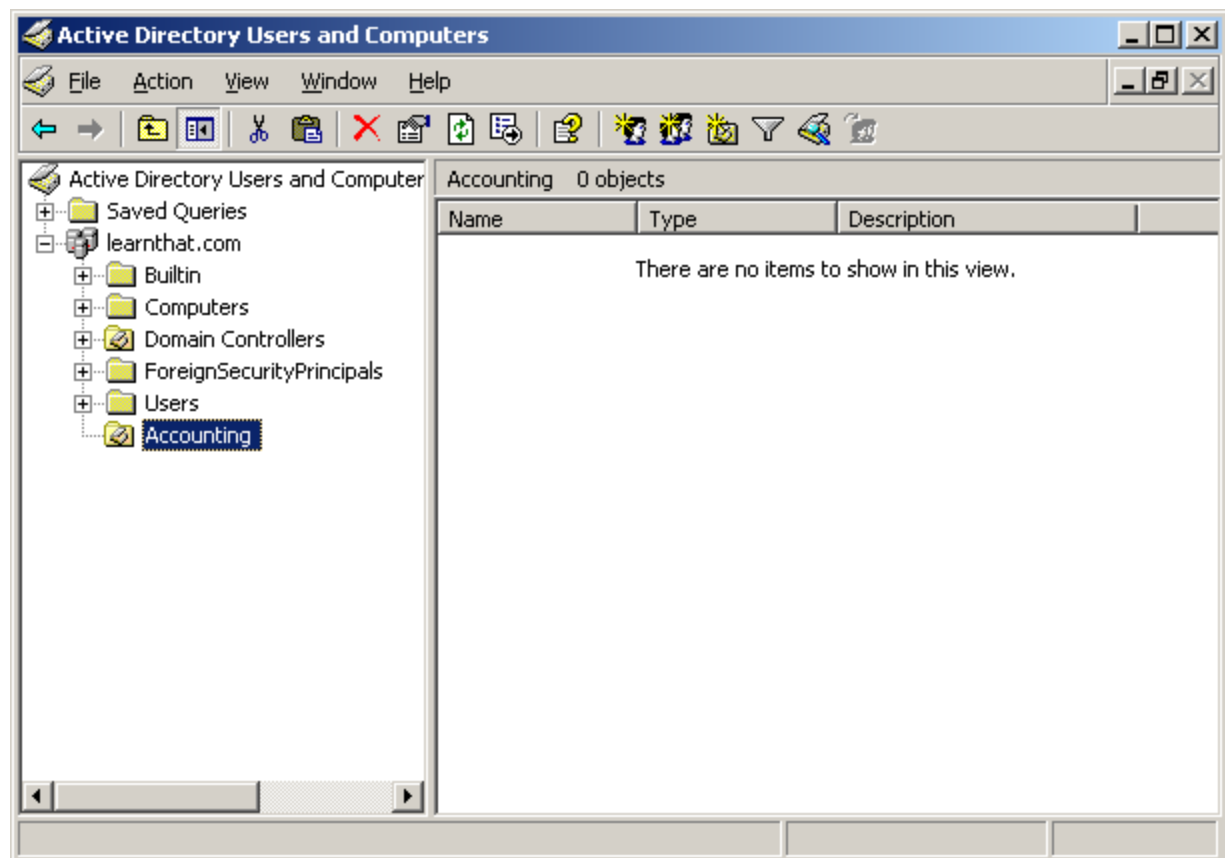 Active Directory Users and Computers
File Action View Window Help
Active Directory Users and Computer
Saved Queries
learnthat.com
Builtin
Computers
Domain Controllers
ForeignSecurityPrincipals
Users
Accounting
Accounting 0 objects
Name Type Description
There are no items to show in this view.